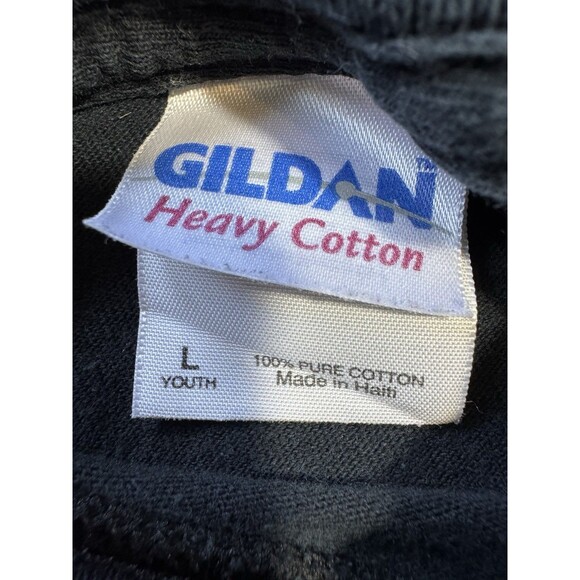 GILDAN
Heavy Cotton
L
YOUTH
100% PURE COTTON
Made in Haiti